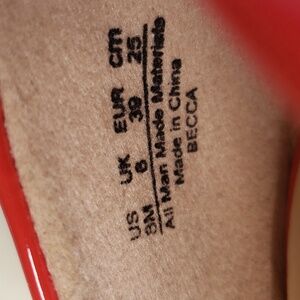 US UK EUR cm
8M 6 39 25
All Man Made Materials
Made in China
BECCA